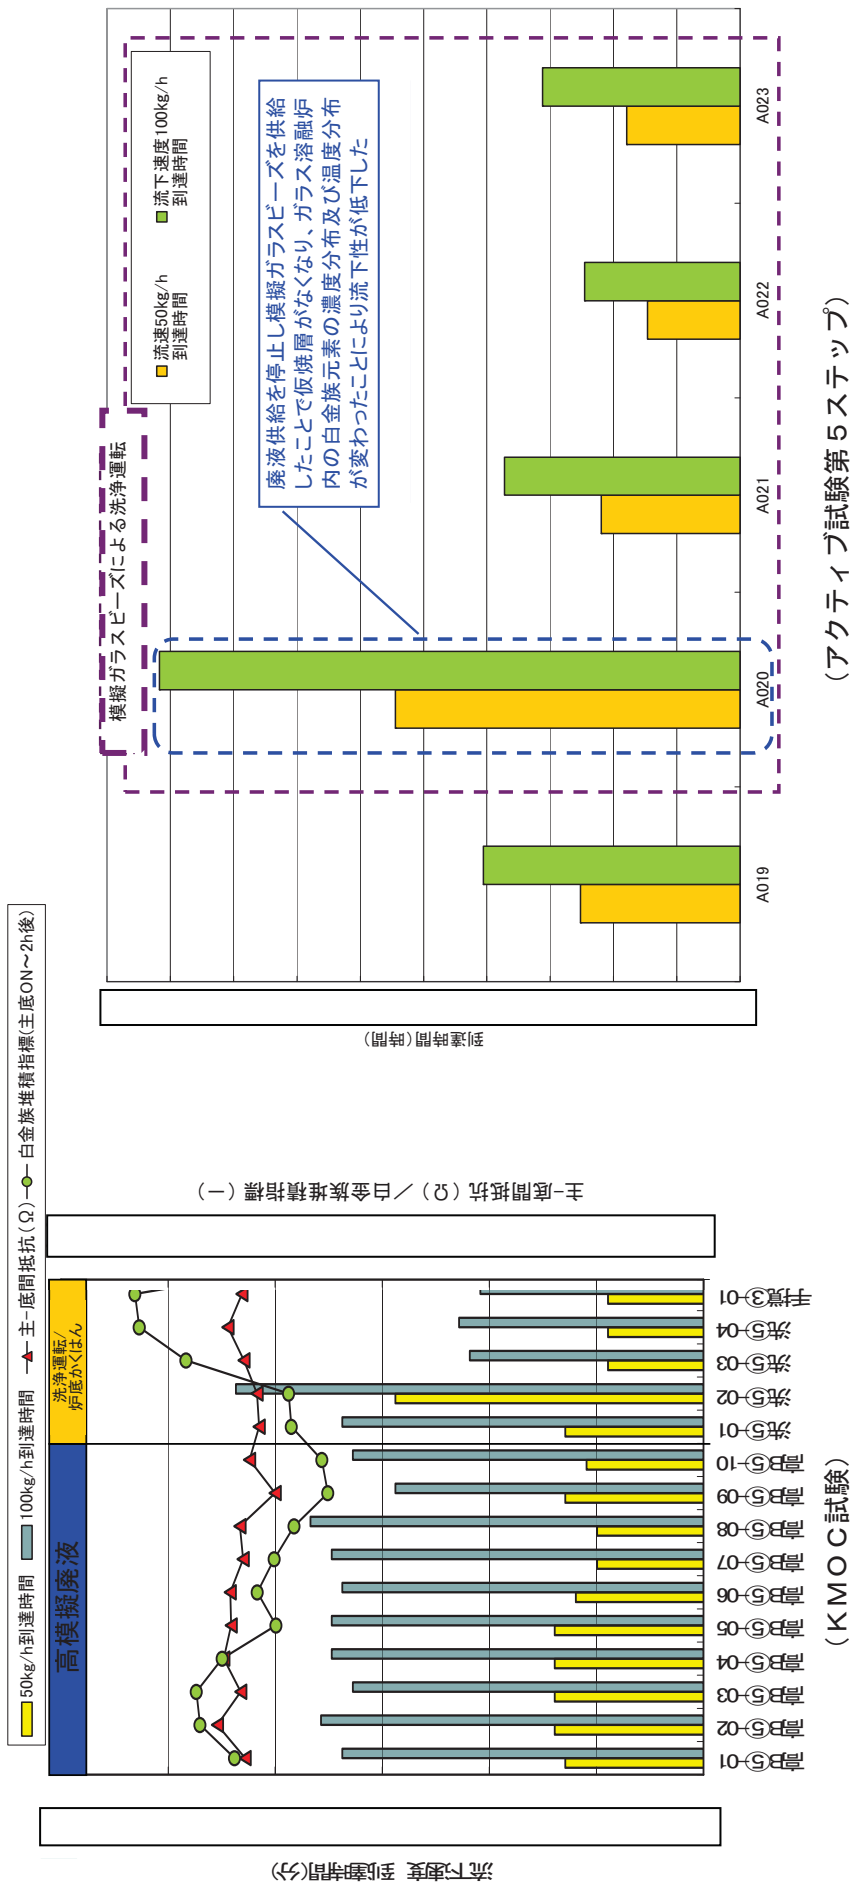 50kg/h到達時間
100kg/h到達時間
主-底間抵抗(Ω)
白金族堆積指標(主底ON～2h後)
高模擬廃液
洗浄運転/
炉底かくはん
流下速度 到達時間(分)
主-底間抵抗(Ω)/白金族堆積指標(-)
高B⑤-01
高B⑤-02
高B⑤-03
高B⑤-04
高B⑤-05
高B⑤-06
高B⑤-07
高B⑤-08
高B⑤-09
高B⑤-10
洗⑤-01
洗⑤-02
洗⑤-03
洗⑤-04
手攪③-01
(KMOC試験)
模擬ガラスビーズによる洗浄運転
流速50kg/h
到達時間
流下速度100kg/h
到達時間
廃液供給を停止し模擬ガラスビーズを供給
したことで仮焼層がなくなり、ガラス溶融炉
内の白金族元素の濃度分布及び温度分布
が変わったことにより流下性が低下した
到達時間(時間)
A019
A020
A021
A022
A023
(アクティブ試験第5ステップ)